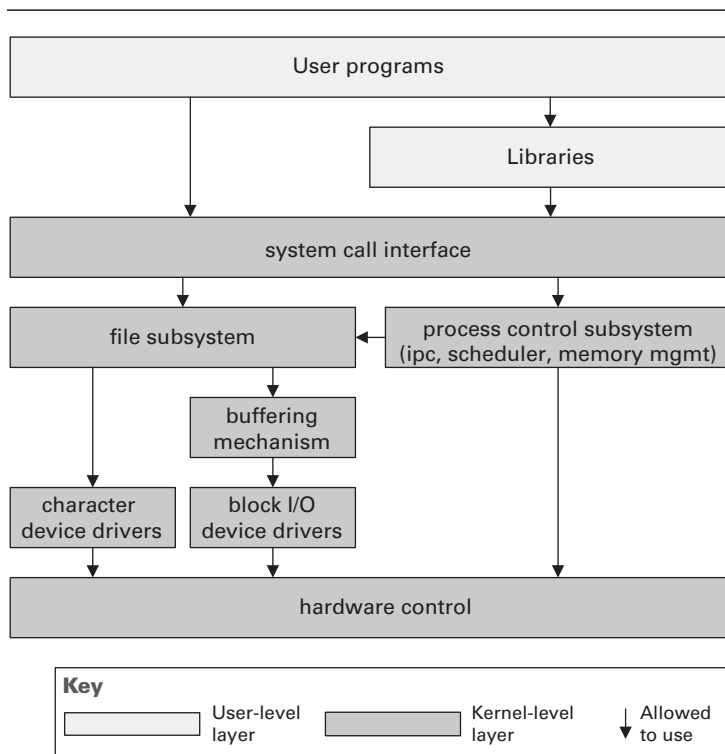 User programs
Libraries
system call interface
file subsystem
process control subsystem
(ipc, scheduler, memory mgmt)
buffering
mechanism
character
device drivers
block I/O
device drivers
hardware control
Key
User-level
layer
Kernel-level
layer
Allowed
to use